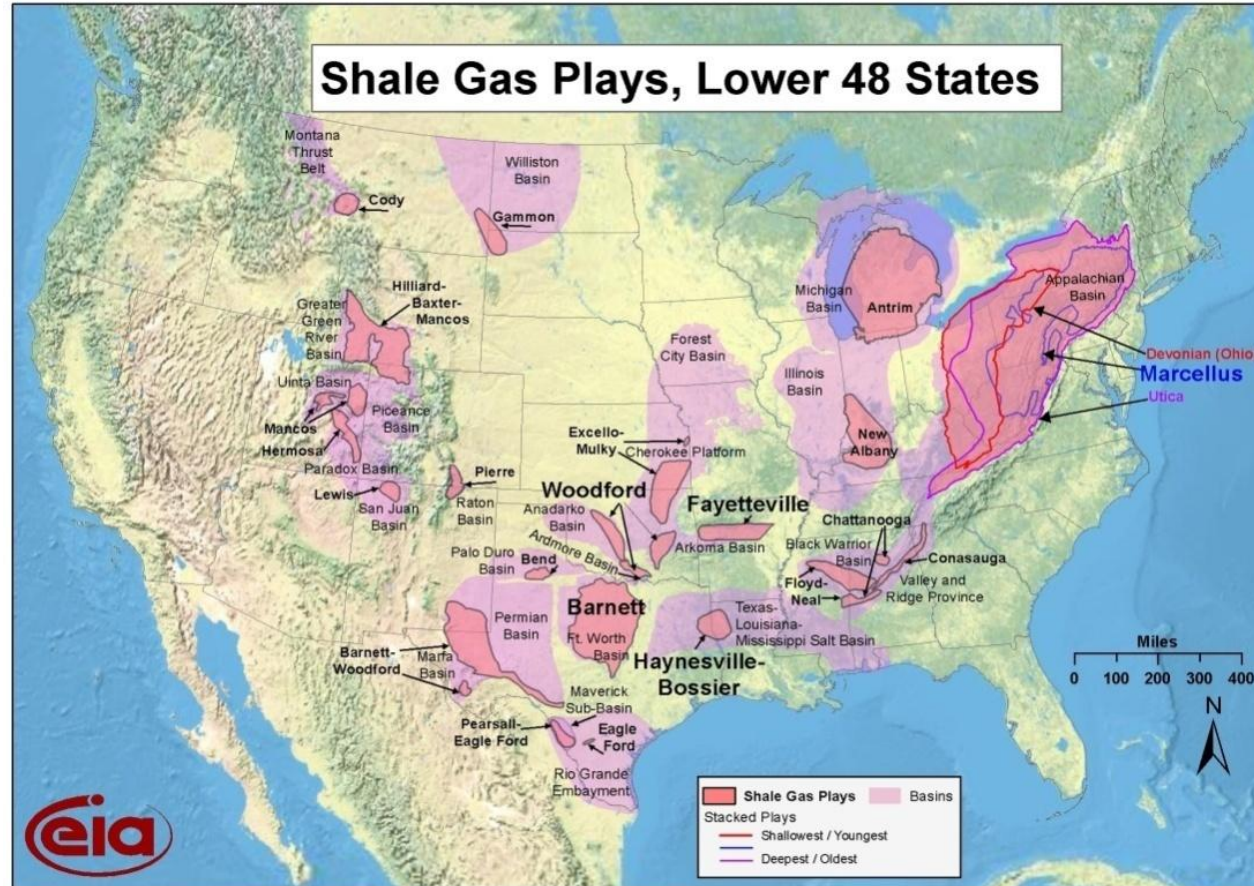 Shale Gas Plays, Lower 48 States
Montana
Thrust
Belt
Cody
Williston
Basin
Gammon
Hilliard-
Baxter-
Mancos
Greater
Green
River
Basin
Uinta Basin
Mancos
Piceance
Basin
Hermosa
Paradox Basin
Lewis
San Juan
Basin
Pierre
Raton
Basin
Forest
City Basin
Excello-
Mulky
Cherokee Platform
Michigan
Basin
Antrim
Illinois
Basin
New
Albany
Appalachian
Basin
Devonian (Ohio
Marcellus
Utica
Woodford
Anadarko
Basin
Ardmore Basin
Palo Duro
Basin
Bend
Fayetteville
Arkoma Basin
Chattanooga
Black Warrior
Basin
Conasauga
Floyd-
Neal
Valley and
Ridge Province
Permian
Basin
Barnett-
Woodford
Marfa
Basin
Barnett
Ft. Worth
Basin
Texas-
Louisiana-
Mississippi Salt Basin
Haynesville-
Bossier
Maverick
Sub-Basin
Pearsall-
Eagle Ford
Eagle
Ford
Rio Grande
Embayment
Miles
0 100 200 300 400
N
Shale Gas Plays
Basins
Stacked Plays
Shallowest / Youngest
Deepest / Oldest
eia